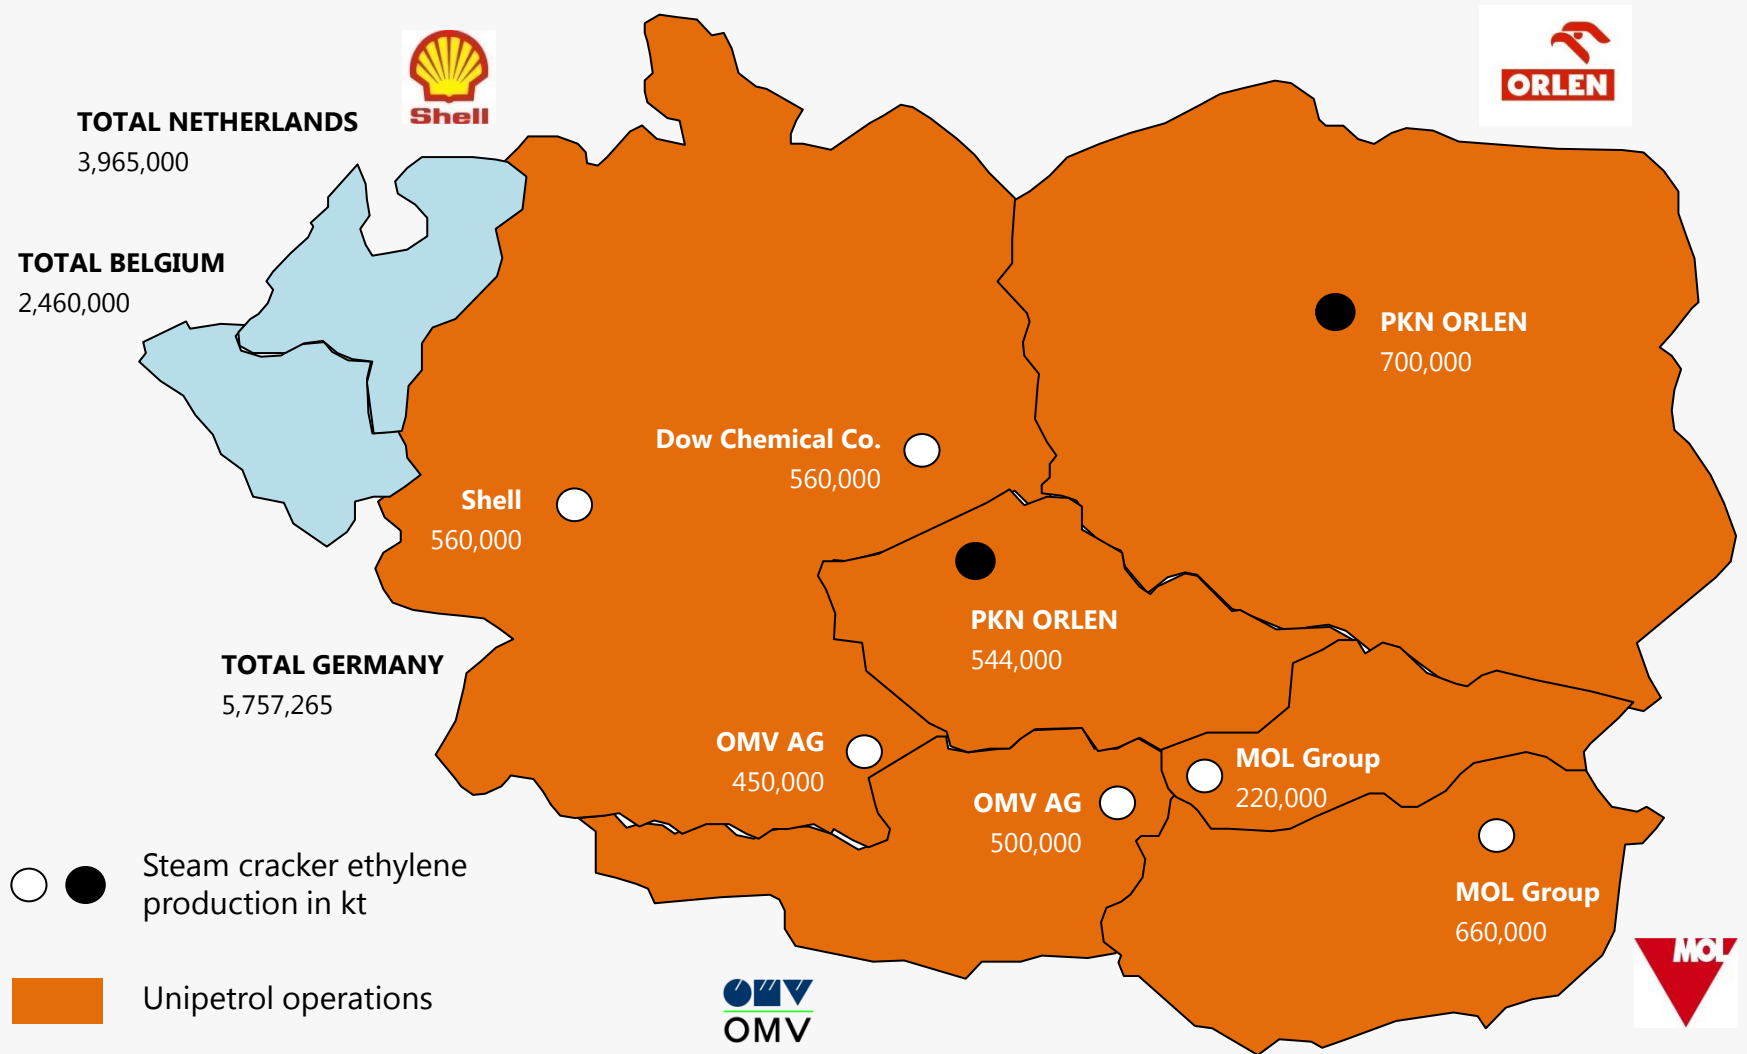 Shell
ORLEN
TOTAL NETHERLANDS
3,965,000
TOTAL BELGIUM
2,460,000
PKN ORLEN
700,000
Dow Chemical Co.
560,000
Shell
560,000
PKN ORLEN
544,000
TOTAL GERMANY
5,757,265
OMV AG
450,000
MOL Group
220,000
OMV AG
500,000
MOL Group
660,000
Steam cracker ethylene
production in kt
Unipetrol operations
OMV
OMV
MOL